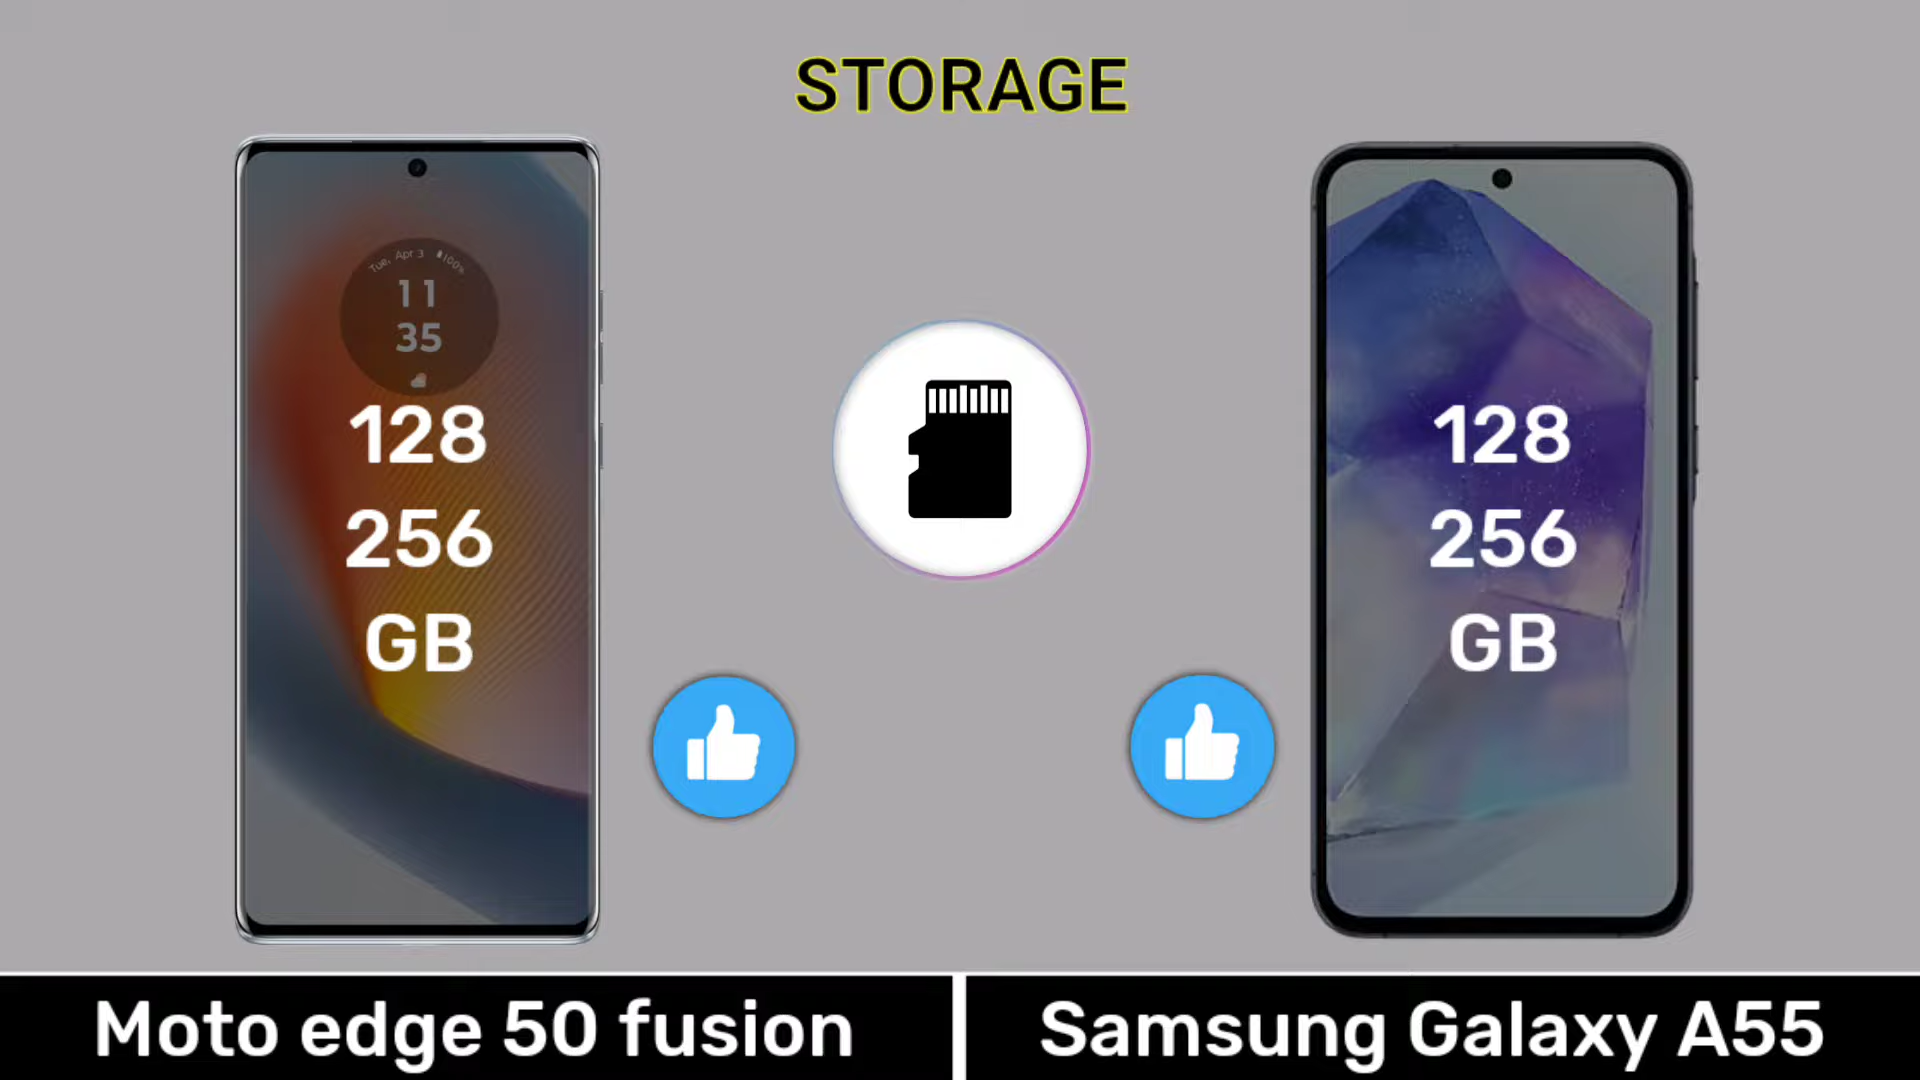 STORAGE
Tue, Apr 3 100%
11
35
128
256
GB
128
256
GB
Moto edge 50 fusion
Samsung Galaxy A55